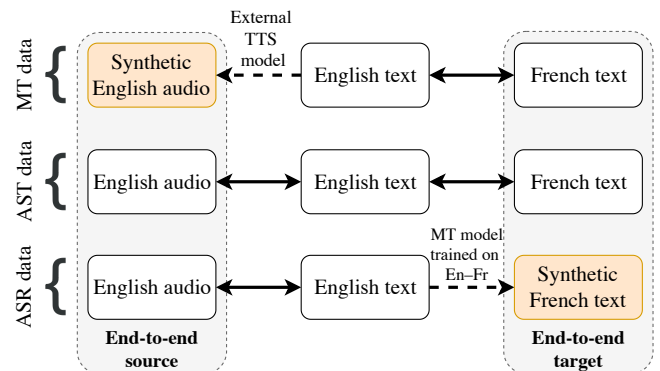 External
TTS
model
MT data
Synthetic
English audio
English text
French text
AST data
English audio
English text
French text
MT model
trained on
En–Fr
ASR data
English audio
English text
Synthetic
French text
End-to-end
source
End-to-end
target